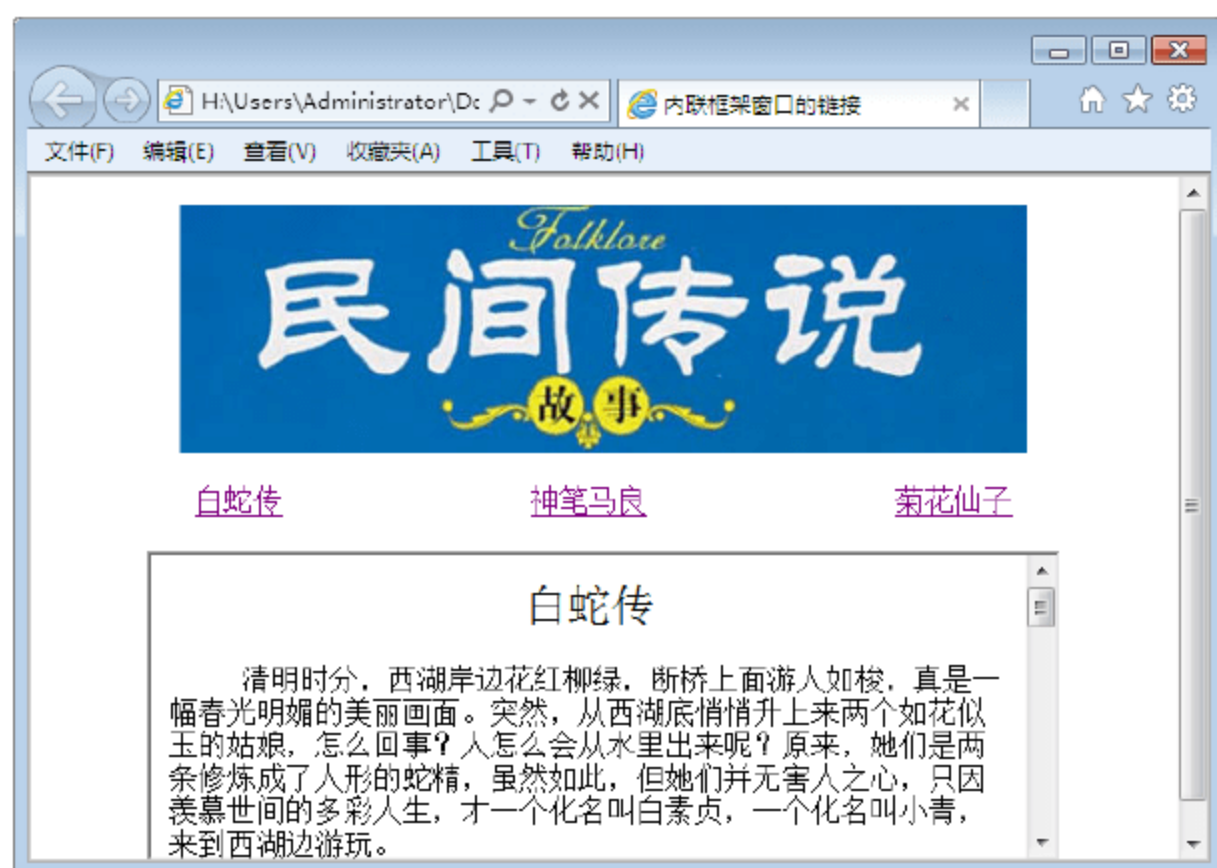 H:\Users\Administrator\Dc
内联框架窗口的链接
文件(F) 编辑(E) 查看(V) 收藏夹(A) 工具(T) 帮助(H)
Folklore
民间传说
故事
白蛇传 神笔马良 菊花仙子
白蛇传
清明时分，西湖岸边花红柳绿，断桥上面游人如梭，真是一
幅春光明媚的美丽画面。突然，从西湖底悄悄升上来两个如花似
玉的姑娘，怎么回事？人怎么会从水里出来呢？原来，她们是两
条修炼成了人形的蛇精，虽然如此，但她们并无害人之心，只因
羡慕世间的多彩人生，才一个化名叫白素贞，一个化名叫小青，
来到西湖边游玩。